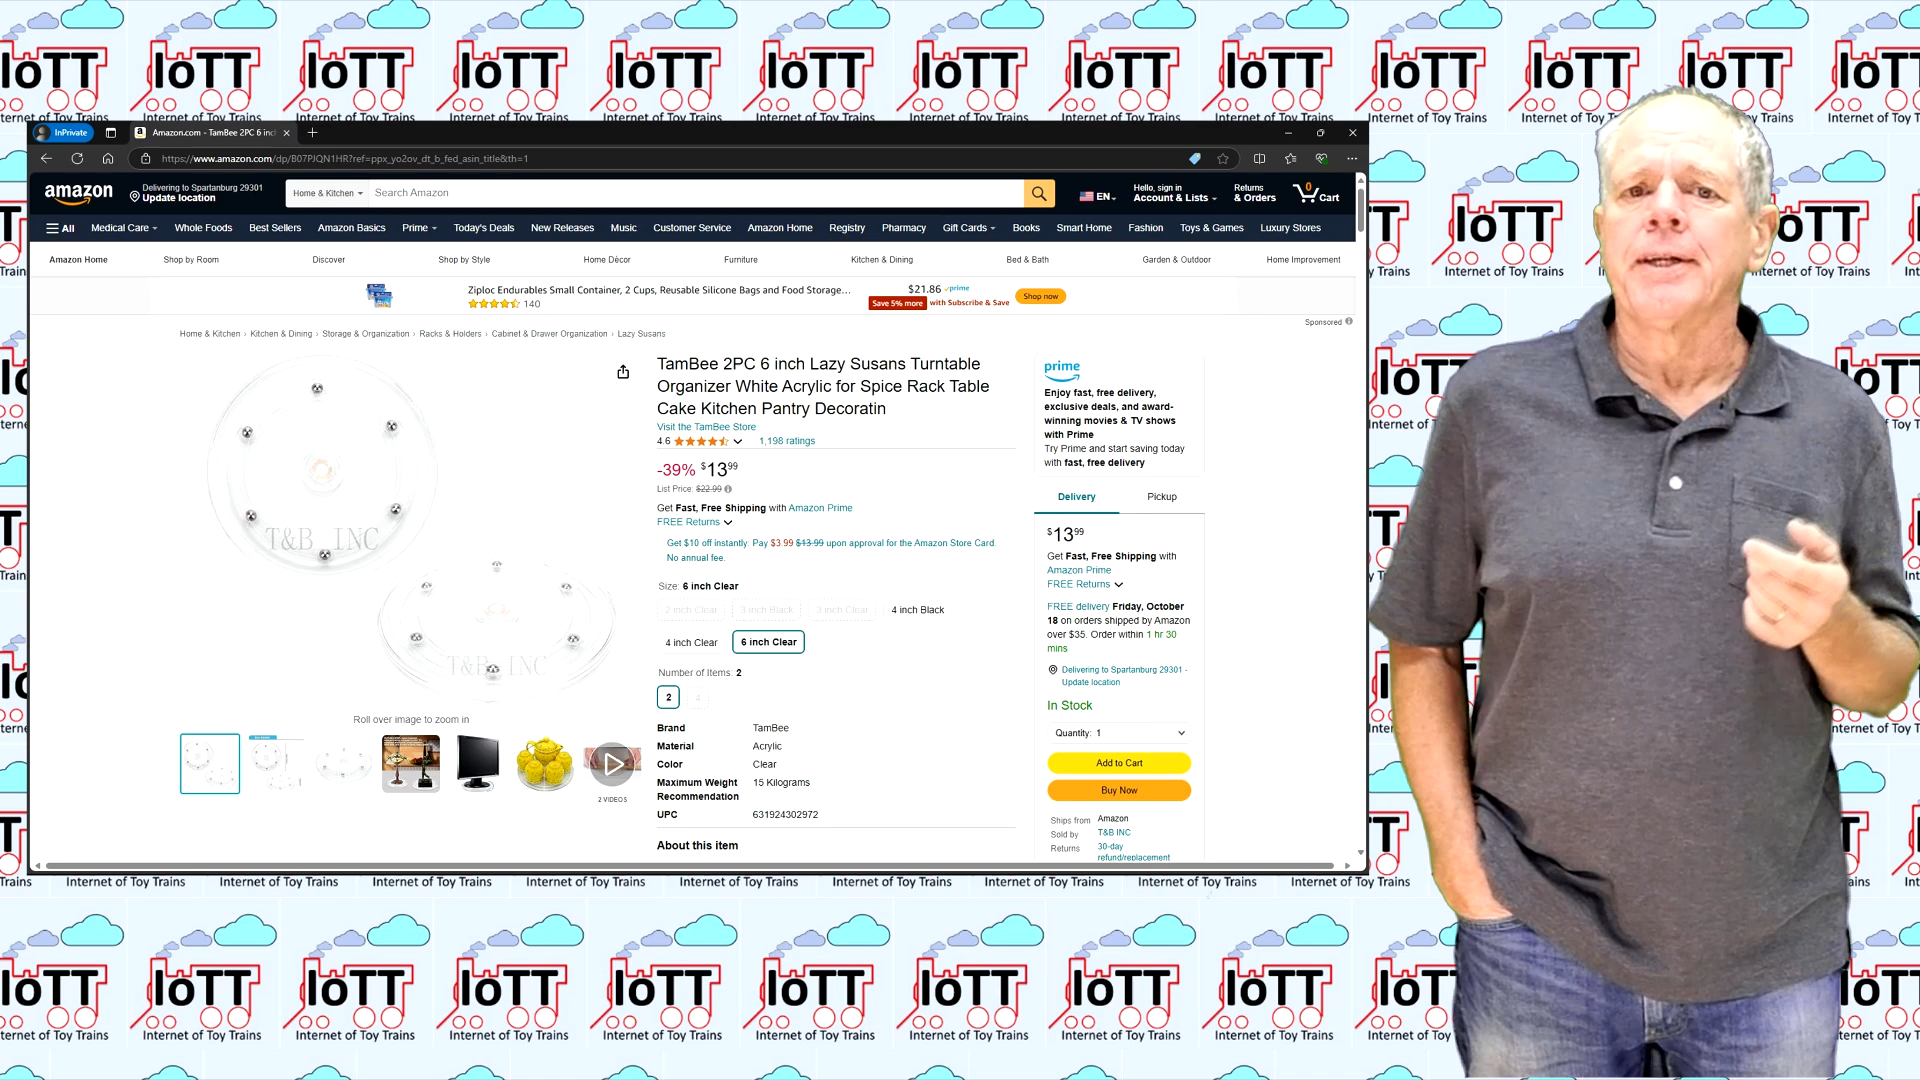 IoTT
Internet of Toy Trains
InPrivate
Amazon.com - TamBee 2PC 6 inch
https://www.amazon.com/dp/B07PJQN1HR?ref=ppx_yo2ov_dt_b_fed_asin_title&th=1
amazon
Delivering to Spartanburg 29301
Update location
Home & Kitchen
Search Amazon
EN
Hello, sign in
Account & Lists
Returns
& Orders
0
Cart
All
Medical Care
Whole Foods
Best Sellers
Amazon Basics
Prime
Today's Deals
New Releases
Music
Customer Service
Amazon Home
Registry
Pharmacy
Gift Cards
Books
Smart Home
Fashion
Toys & Games
Luxury Stores
Amazon Home
Shop by Room
Discover
Shop by Style
Home Décor
Furniture
Kitchen & Dining
Bed & Bath
Garden & Outdoor
Home Improvement
Ziploc Endurables Small Container, 2 Cups, Reusable Silicone Bags and Food Storage...
140
$21.86 prime
Save 5% more with Subscribe & Save
Shop now
Sponsored
Home & Kitchen › Kitchen & Dining › Storage & Organization › Racks & Holders › Cabinet & Drawer Organization › Lazy Susans
T&B INC
T&B INC
Roll over image to zoom in
2 VIDEOS
TamBee 2PC 6 inch Lazy Susans Turntable
Organizer White Acrylic for Spice Rack Table
Cake Kitchen Pantry Decoratin
Visit the TamBee Store
4.6
1,198 ratings
-39% $13 99
List Price: $22.99
Get Fast, Free Shipping with Amazon Prime
FREE Returns
Get $10 off instantly. Pay $3.99 $13.99 upon approval for the Amazon Store Card.
No annual fee.
Size: 6 inch Clear
2 inch Clear
3 inch Black
3 inch Clear
4 inch Black
4 inch Clear
6 inch Clear
Number of Items: 2
2
4
Brand TamBee
Material Acrylic
Color Clear
Maximum Weight 15 Kilograms
Recommendation
UPC 631924302972
About this item
prime
Enjoy fast, free delivery,
exclusive deals, and award-
winning movies & TV shows
with Prime
Try Prime and start saving today
with fast, free delivery
Delivery
Pickup
$13 99
Get Fast, Free Shipping with
Amazon Prime
FREE Returns
FREE delivery Friday, October
18 on orders shipped by Amazon
over $35. Order within 1 hr 30
mins
Delivering to Spartanburg 29301 -
Update location
In Stock
Quantity: 1
Add to Cart
Buy Now
Ships from Amazon
Sold by T&B INC
Returns 30-day
refund/replacement